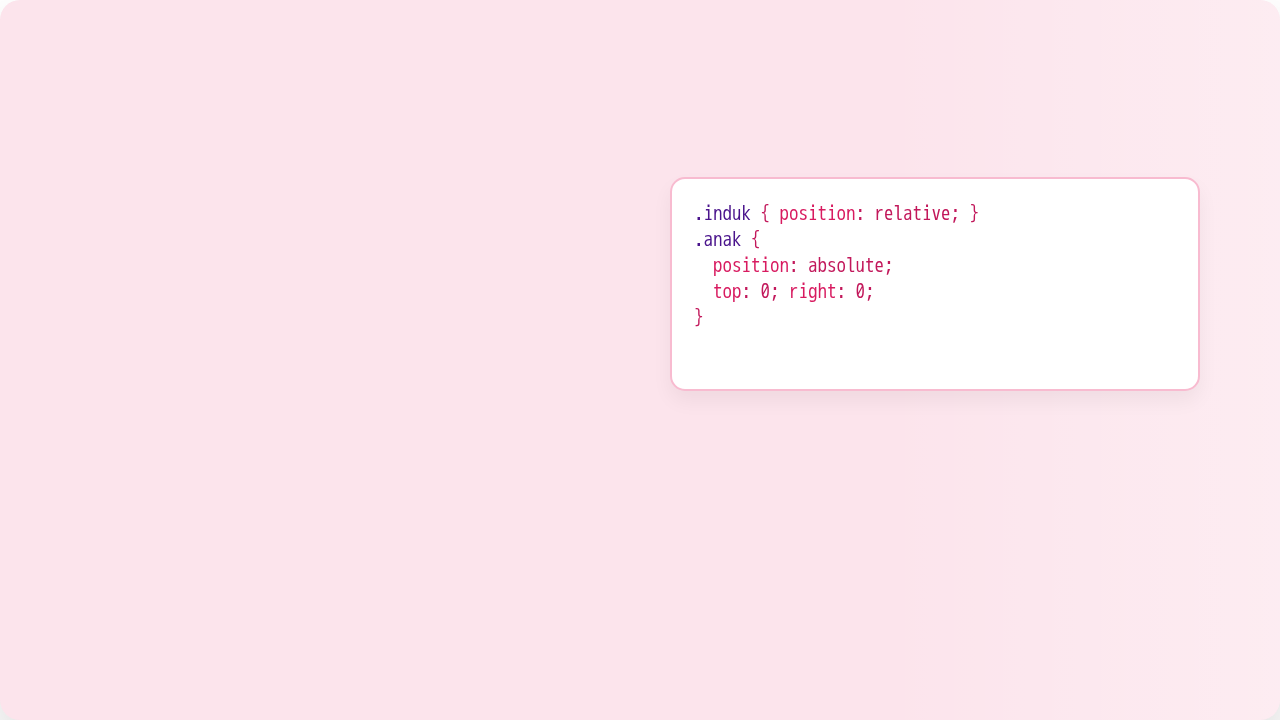 .induk { position: relative; }
.anak {
  position: absolute;
  top: 0; right: 0;
}